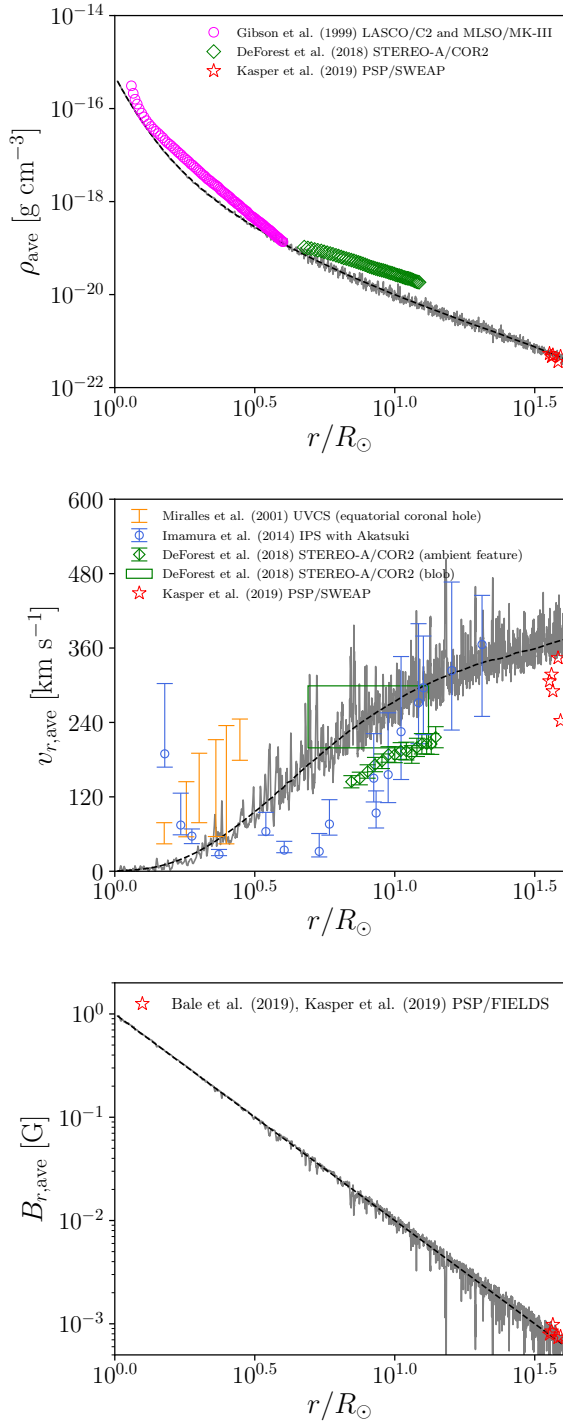 10^{−14}
Gibson et al. (1999) LASCO/C2 and MLSO/MK-III
DeForest et al. (2018) STEREO-A/COR2
Kasper et al. (2019) PSP/SWEAP
10^{−16}
10^{−18}
10^{−20}
10^{−22}
ρ_{ave} [g cm^{−3}]
10^{0.0} 10^{0.5} 10^{1.0} 10^{1.5}
r/R_⊙
600
Miralles et al. (2001) UVCS (equatorial coronal hole)
Imamura et al. (2014) IPS with Akatsuki
DeForest et al. (2018) STEREO-A/COR2 (ambient feature)
DeForest et al. (2018) STEREO-A/COR2 (blob)
Kasper et al. (2019) PSP/SWEAP
480
360
240
120
0
v_{r,ave} [km s^{−1}]
10^{0.0} 10^{0.5} 10^{1.0} 10^{1.5}
r/R_⊙
Bale et al. (2019), Kasper et al. (2019) PSP/FIELDS
10^{0}
10^{−1}
10^{−2}
10^{−3}
B_{r,ave} [G]
10^{0.0} 10^{0.5} 10^{1.0} 10^{1.5}
r/R_⊙